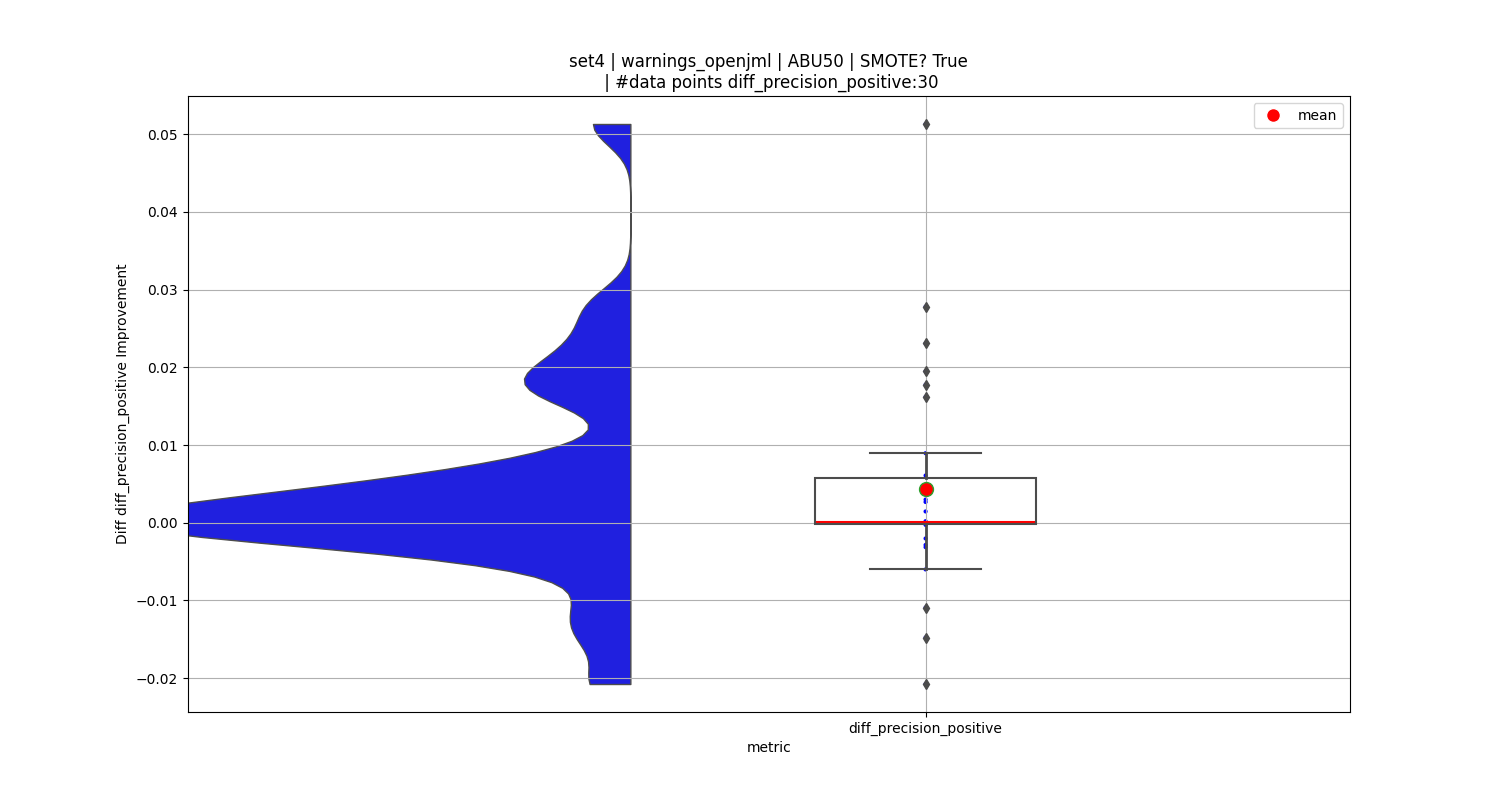 set4 | warnings_openjml | ABU50 | SMOTE? True
| #data points diff_precision_positive:30
mean
0.05
0.04
0.03
0.02
0.01
0.00
−0.01
−0.02
Diff diff_precision_positive Improvement
diff_precision_positive
metric